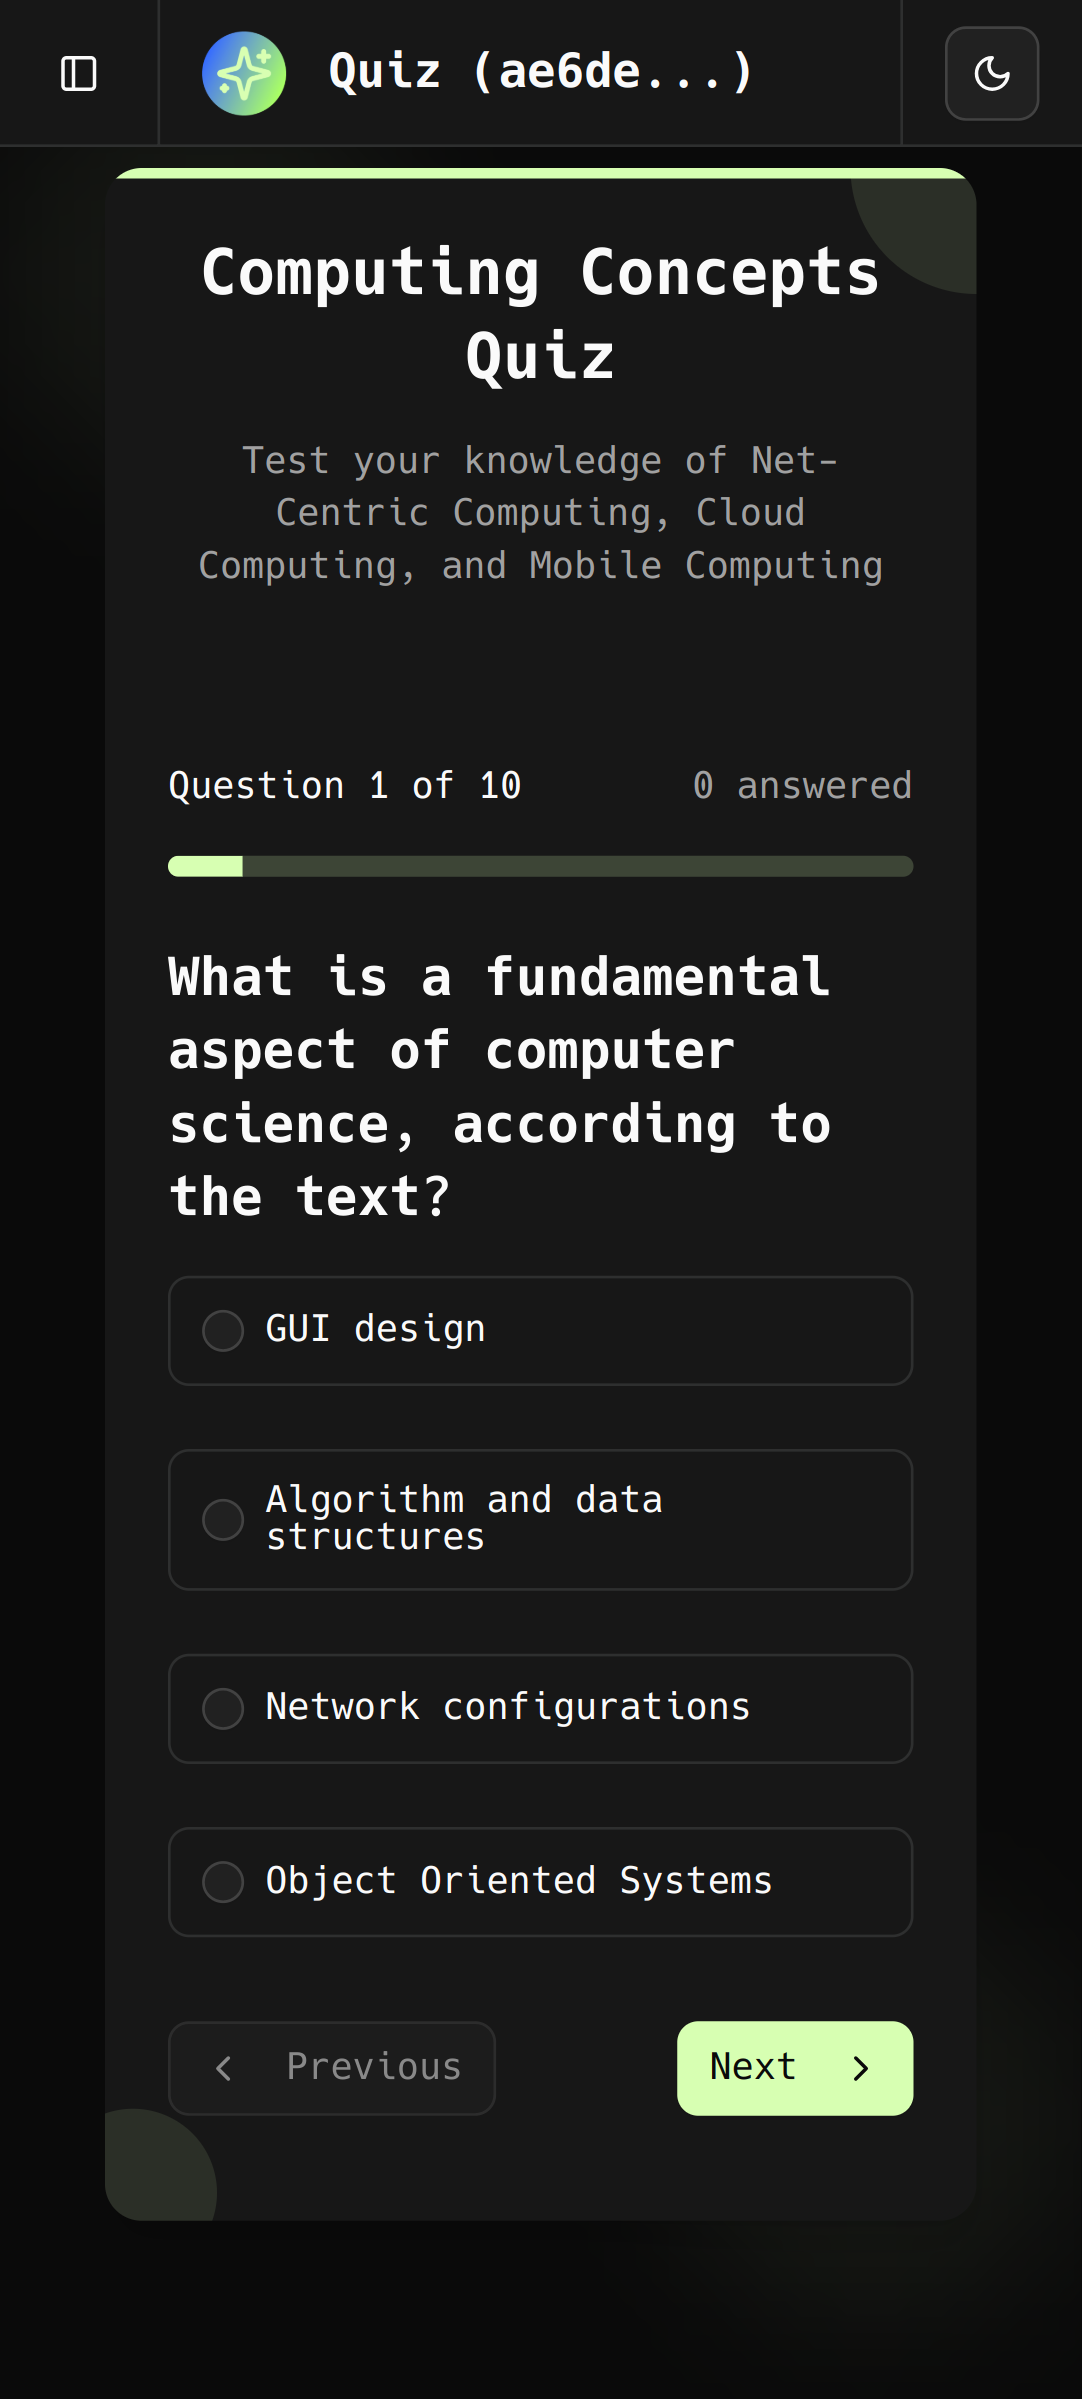 Quiz (ae6de...)
Computing Concepts
Quiz
Test your knowledge of Net-
Centric Computing, Cloud
Computing, and Mobile Computing
Question 1 of 10
0 answered
What is a fundamental
aspect of computer
science, according to
the text?
GUI design
Algorithm and data
structures
Network configurations
Object Oriented Systems
Previous
Next